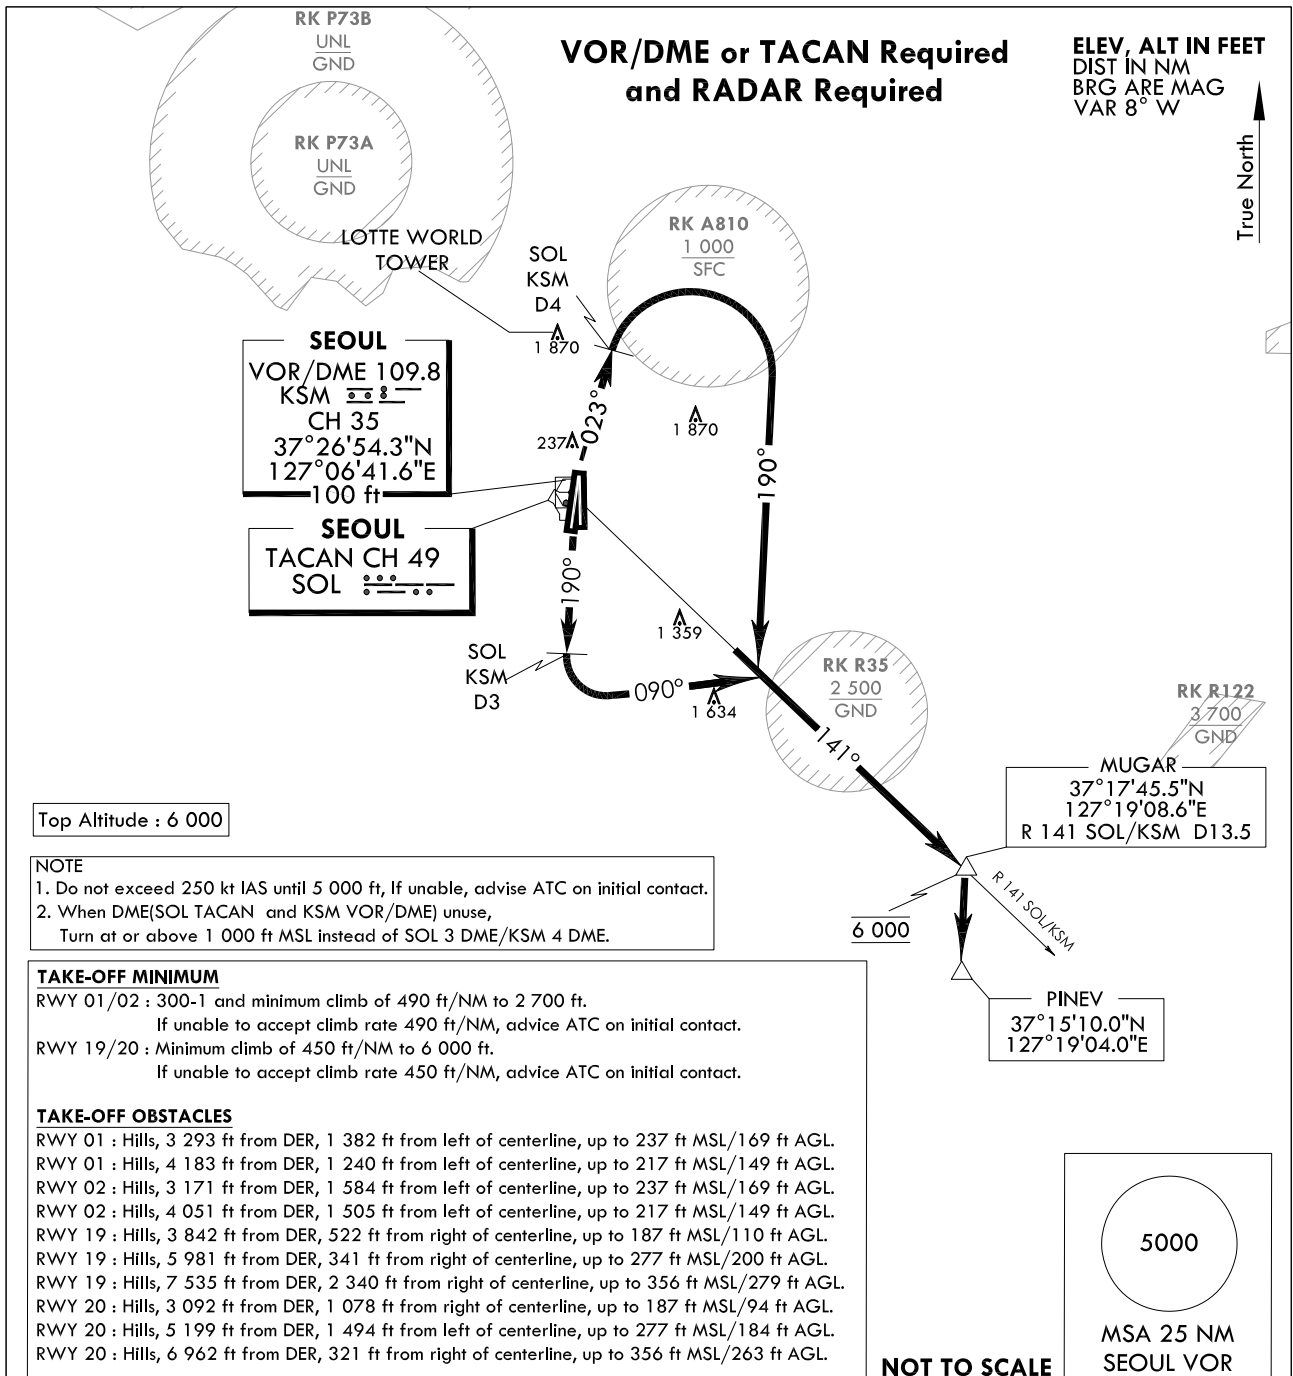 RK P73B
UNL
GND
VOR/DME or TACAN Required
and RADAR Required
ELEV, ALT IN FEET
DIST IN NM
BRG ARE MAG
VAR 8° W
True North
RK P73A
UNL
GND
LOTTE WORLD
TOWER
SOL
KSM
D4
RK A810
1 000
SFC
1 870
SEOUL
VOR/DME 109.8
KSM
CH 35
37°26'54.3"N
127°06'41.6"E
100 ft
023°
237
1 870
190°
SEOUL
TACAN CH 49
SOL
190°
1 359
SOL
KSM
D3
090°
1 634
RK R35
2 500
GND
RK R122
3 700
GND
141°
MUGAR
37°17'45.5"N
127°19'08.6"E
R 141 SOL/KSM D13.5
Top Altitude : 6 000
NOTE
1. Do not exceed 250 kt IAS until 5 000 ft, If unable, advise ATC on initial contact.
2. When DME(SOL TACAN and KSM VOR/DME) unuse,
Turn at or above 1 000 ft MSL instead of SOL 3 DME/KSM 4 DME.
R 141 SOL/KSM
6 000
PINEV
37°15'10.0"N
127°19'04.0"E
TAKE-OFF MINIMUM
RWY 01/02 : 300-1 and minimum climb of 490 ft/NM to 2 700 ft.
If unable to accept climb rate 490 ft/NM, advice ATC on initial contact.
RWY 19/20 : Minimum climb of 450 ft/NM to 6 000 ft.
If unable to accept climb rate 450 ft/NM, advice ATC on initial contact.
TAKE-OFF OBSTACLES
RWY 01 : Hills, 3 293 ft from DER, 1 382 ft from left of centerline, up to 237 ft MSL/169 ft AGL.
RWY 01 : Hills, 4 183 ft from DER, 1 240 ft from left of centerline, up to 217 ft MSL/149 ft AGL.
RWY 02 : Hills, 3 171 ft from DER, 1 584 ft from left of centerline, up to 237 ft MSL/169 ft AGL.
RWY 02 : Hills, 4 051 ft from DER, 1 505 ft from left of centerline, up to 217 ft MSL/149 ft AGL.
RWY 19 : Hills, 3 842 ft from DER, 522 ft from right of centerline, up to 187 ft MSL/110 ft AGL.
RWY 19 : Hills, 5 981 ft from DER, 341 ft from right of centerline, up to 277 ft MSL/200 ft AGL.
RWY 19 : Hills, 7 535 ft from DER, 2 340 ft from right of centerline, up to 356 ft MSL/279 ft AGL.
RWY 20 : Hills, 3 092 ft from DER, 1 078 ft from right of centerline, up to 187 ft MSL/94 ft AGL.
RWY 20 : Hills, 5 199 ft from DER, 1 494 ft from left of centerline, up to 277 ft MSL/184 ft AGL.
RWY 20 : Hills, 6 962 ft from DER, 321 ft from right of centerline, up to 356 ft MSL/263 ft AGL.
5000
MSA 25 NM
SEOUL VOR
NOT TO SCALE